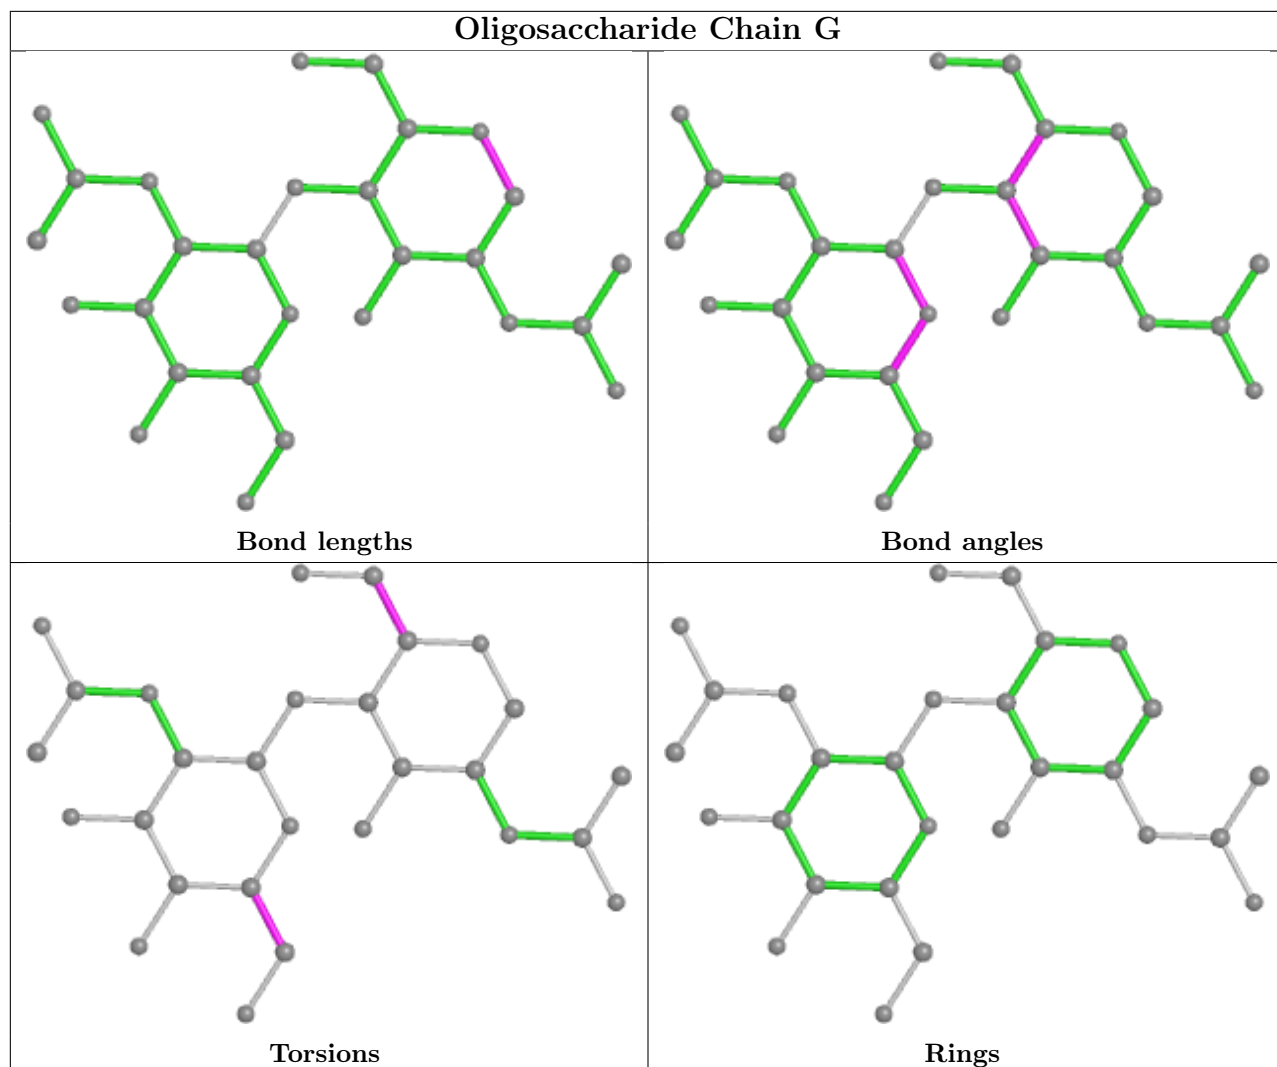 Oligosaccharide Chain G
Bond lengths
Bond angles
Torsions
Rings